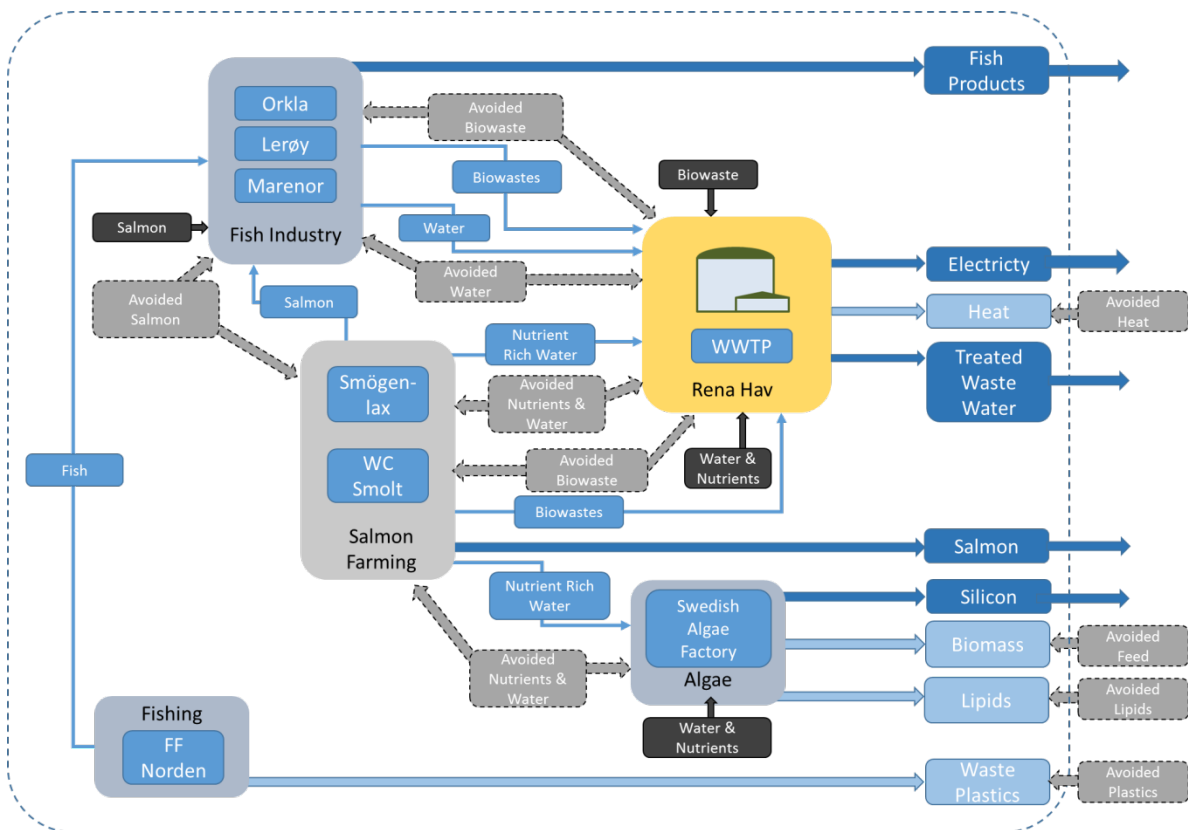 Fish
Products
Orkla
Lerøy
Marenor
Fish Industry
Avoided
Biowaste
Biowastes
Water
Biowaste
Salmon
Avoided
Salmon
Salmon
Avoided
Water
WWTP
Rena Hav
Electricty
Heat
Avoided
Heat
Treated
Waste
Water
Nutrient
Rich Water
Smögen-
lax
WC
Smolt
Salmon
Farming
Avoided
Nutrients &
Water
Avoided
Biowaste
Biowastes
Water &
Nutrients
Fish
Salmon
Nutrient Rich
Water
Swedish
Algae
Factory
Algae
Silicon
Biomass
Avoided
Feed
Avoided
Nutrients &
Water
Lipids
Avoided
Lipids
Water &
Nutrients
Fishing
FF
Norden
Waste
Plastics
Avoided
Plastics